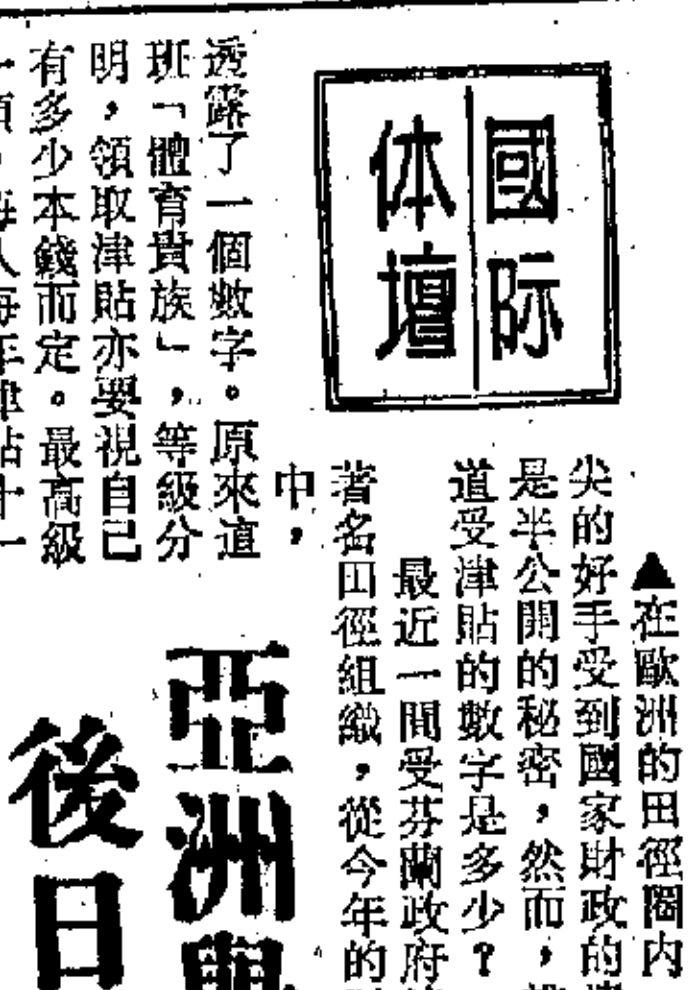 國际
体壇
▲在歐洲的田徑圈内
尖的好手受到國家財政的
是半公開的秘密，然而，
道受津貼的數字是多少？
最近一間受芬蘭政府
著名田徑組織，從今年的
中，
透露了一個數字。原來這
班「體育貴族」，等級分
明，領取津貼亦要視自己
有多少本錢而定。最高級
亞洲
後日